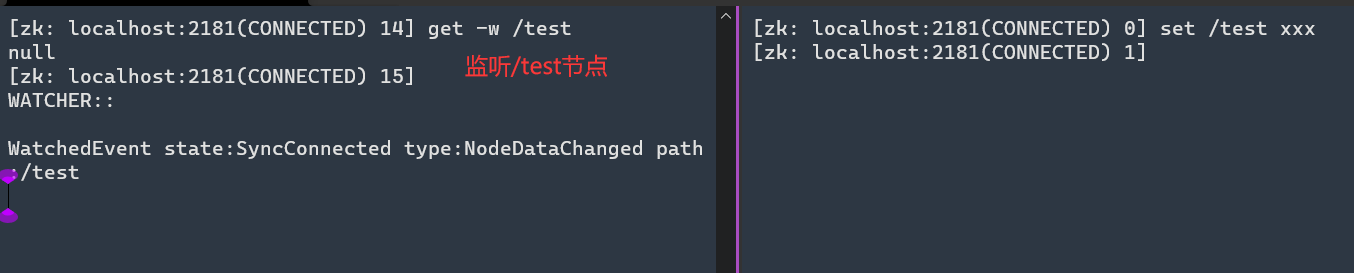 [zk: localhost:2181(CONNECTED) 14] get -w /test
null
[zk: localhost:2181(CONNECTED) 15]
监听/test节点
WATCHER::
WatchedEvent state:SyncConnected type:NodeDataChanged path
:/test
[zk: localhost:2181(CONNECTED) 0] set /test xxx
[zk: localhost:2181(CONNECTED) 1]